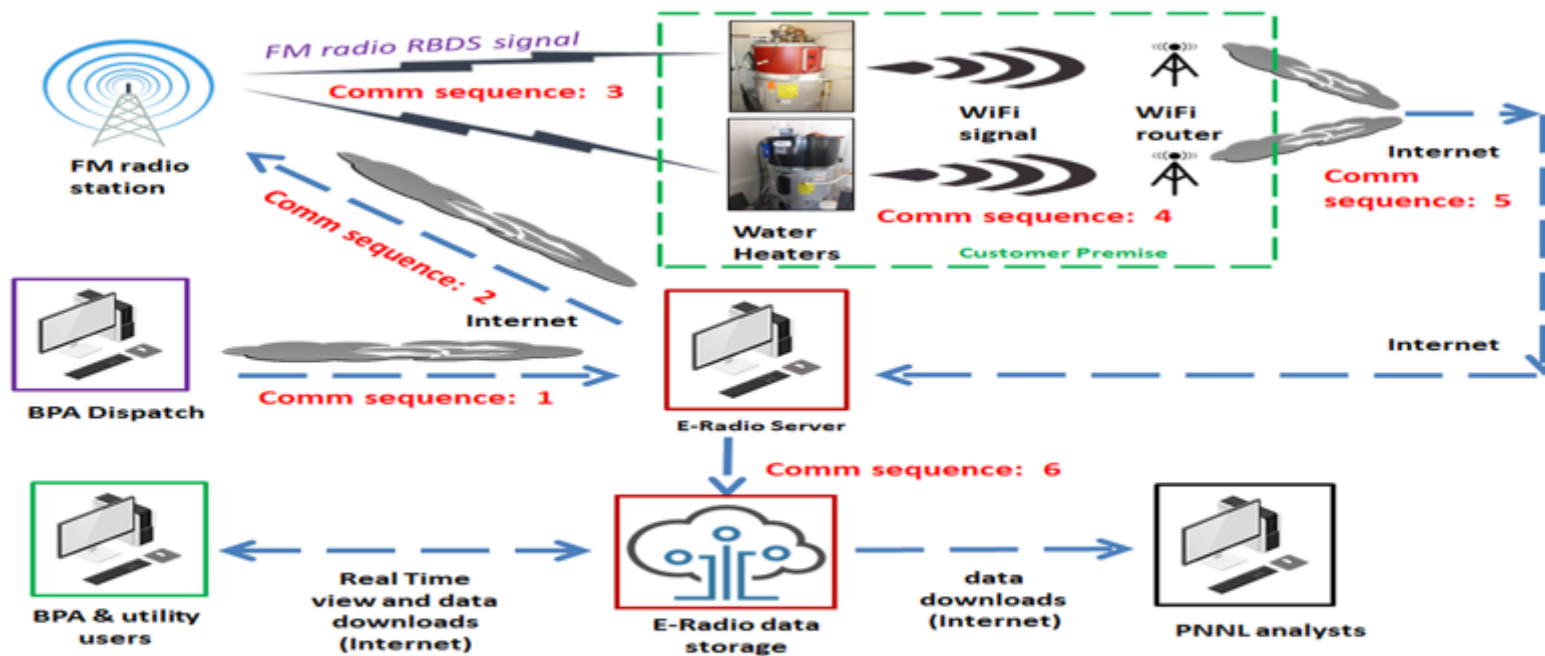 FM radio RBDS signal
Comm sequence: 3
FM radio
station
WiFi
signal
WiFi
router
Internet
Comm
sequence: 5
Comm sequence: 4
Water
Heaters
Customer Premise
Comm sequence: 2
Internet
Internet
BPA Dispatch
Comm sequence: 1
E-Radio Server
Comm sequence: 6
BPA & utility
users
Real Time
view and data
downloads
(Internet)
E-Radio data
storage
data
downloads
(Internet)
PNNL analysts